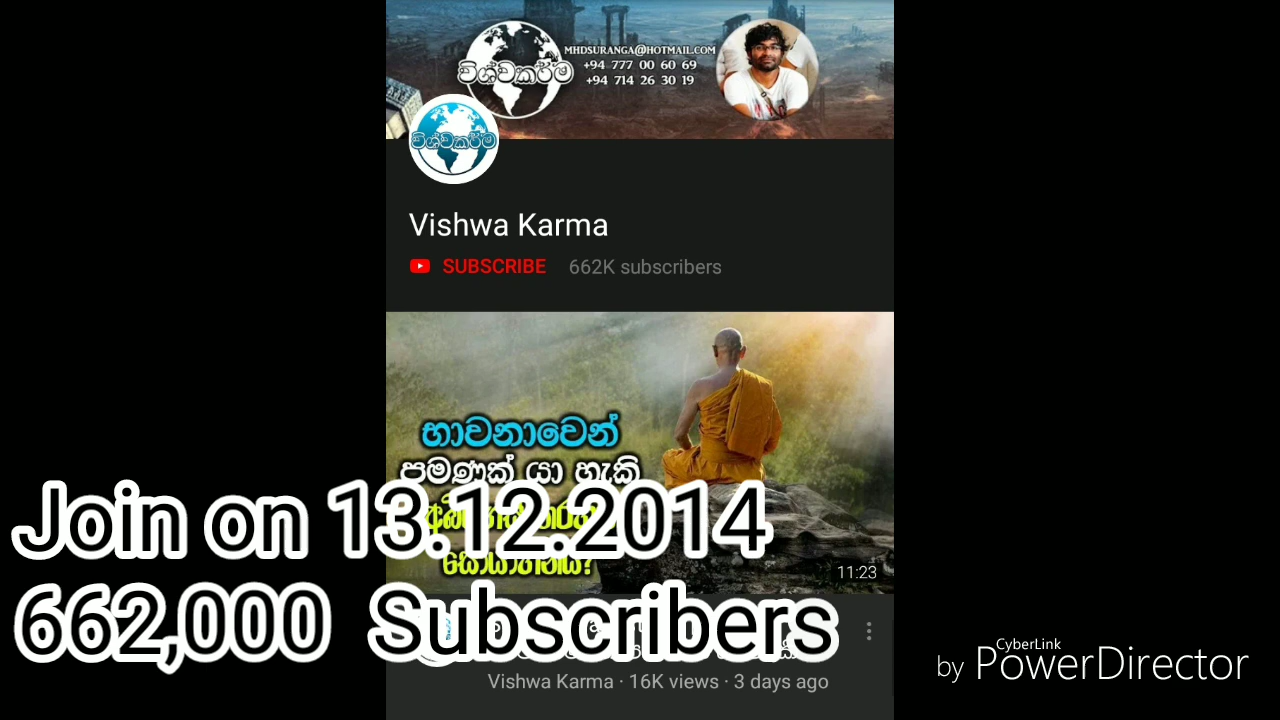 MHDSURANGA@HOTMAIL.COM
+94 777 00 60 69
+94 714 26 30 19
විශ්වකර්ම
විශ්වකර්ම
Vishwa Karma
SUBSCRIBE 662K subscribers
භාවනාවෙන්
පමණක් යා හැකි
සොයාගනිය?
11:23
Join on 13.12.2014
662,000 Subscribers
Vishwa Karma · 16K views · 3 days ago
CyberLink
by PowerDirector